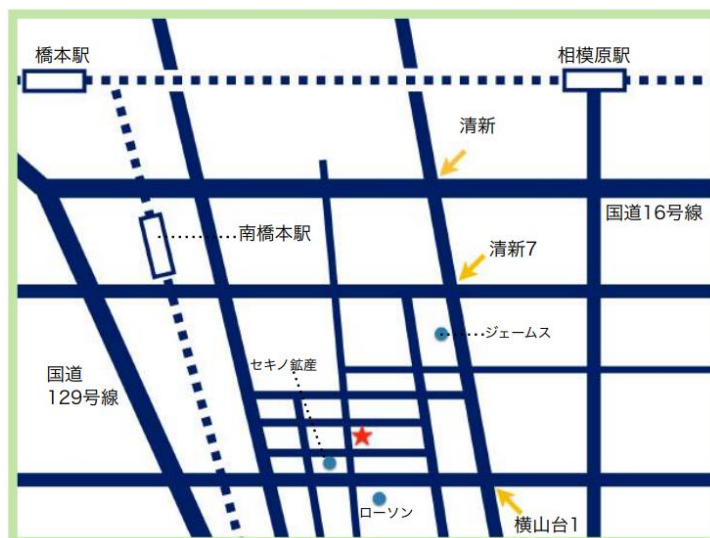 橋本駅
相模原駅
清新
国道16号線
南橋本駅
清新7
ジェームス
セキノ鉱産
国道
129号線
ローソン
横山台1